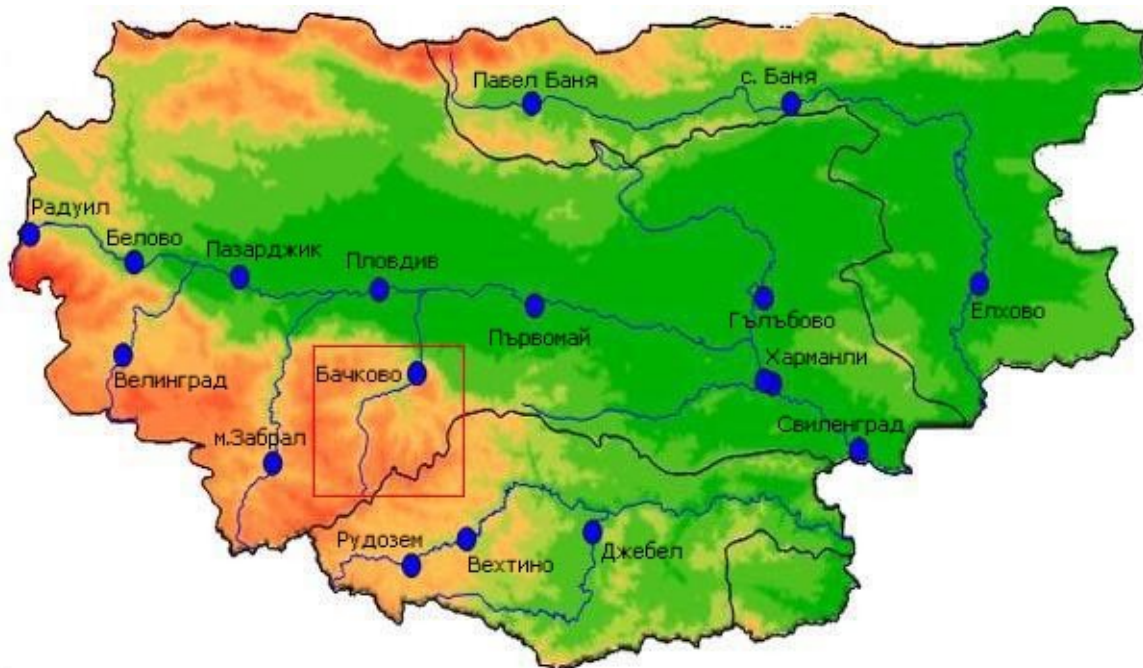 Павел Баня
с. Баня
Радуил
Белово
Пазарджик
Пловдив
Първомай
Гълъбово
Елхово
Велинград
Бачково
Харманли
м.Забрал
Свиленград
Рудозем
Вехтино
Джебел